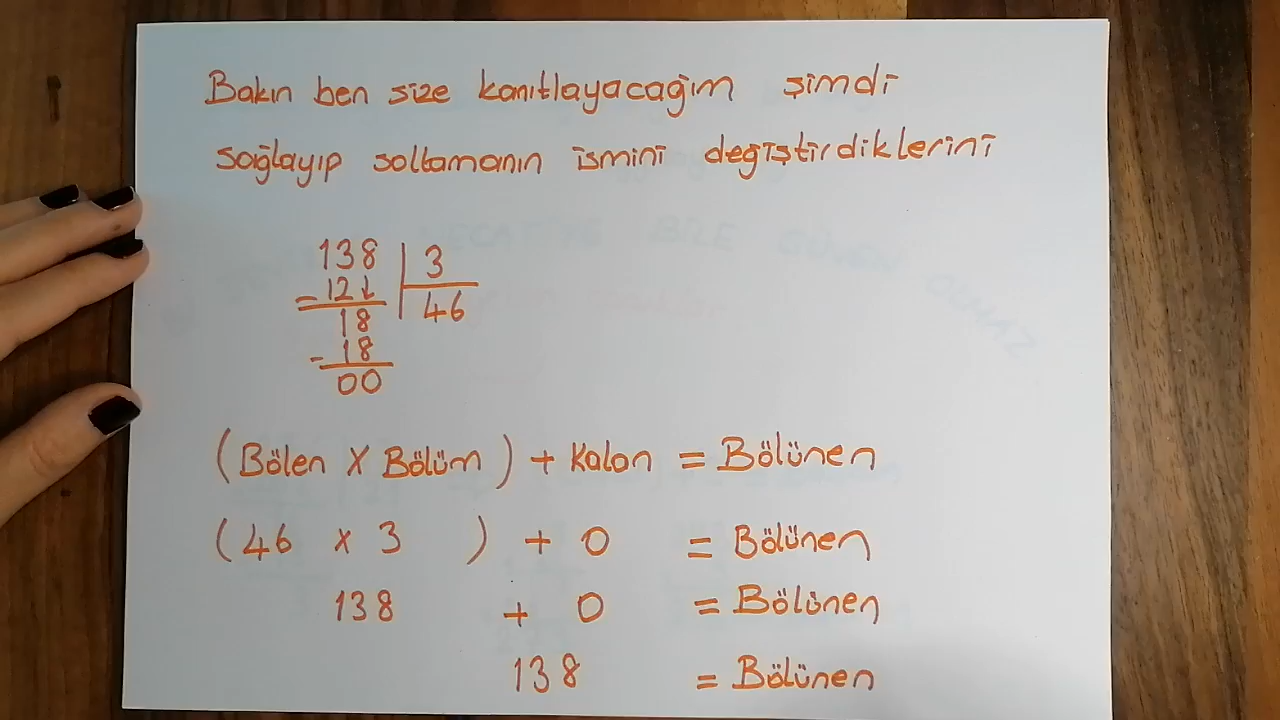 Bakın ben size kanıtlayacağım şimdi
sağlayıp saltamanın ismini değiştirdiklerini
138 | 3
- 12↓ | 46
18
- 18
00
(Bölen X Bölüm) + Kalan = Bölünen
(46 x 3 ) + 0 = Bölünen
138 + 0 = Bölünen
138 = Bölünen